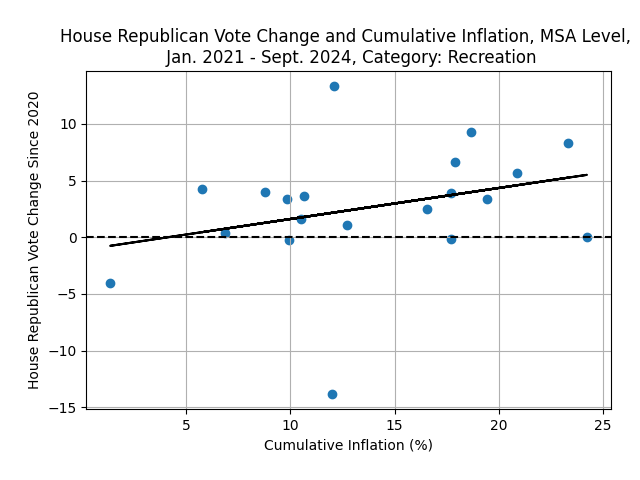 House Republican Vote Change and Cumulative Inflation, MSA Level,
Jan. 2021 - Sept. 2024, Category: Recreation
House Republican Vote Change Since 2020
10
5
0
−5
−10
−15
5
10
15
20
25
Cumulative Inflation (%)